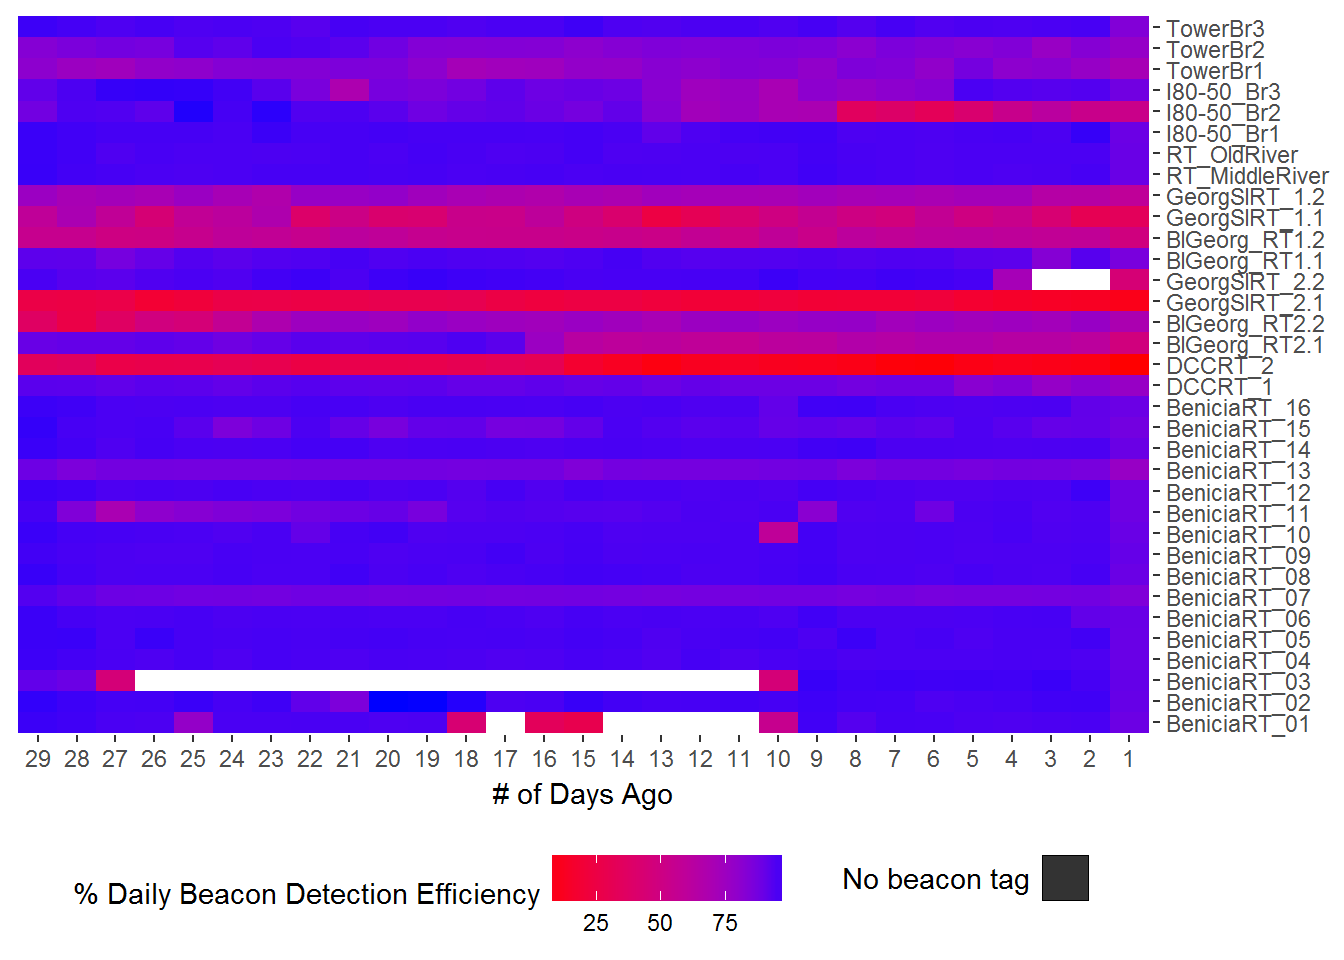 TowerBr3
TowerBr2
TowerBr1
I80-50_Br3
I80-50_Br2
I80-50_Br1
RT_OldRiver
RT_MiddleRiver
GeorgSlRT_1.2
GeorgSlRT_1.1
BlGeorg_RT1.2
BlGeorg_RT1.1
GeorgSlRT_2.2
GeorgSlRT_2.1
BlGeorg_RT2.2
BlGeorg_RT2.1
DCCRT_2
DCCRT_1
BeniciaRT_16
BeniciaRT_15
BeniciaRT_14
BeniciaRT_13
BeniciaRT_12
BeniciaRT_11
BeniciaRT_10
BeniciaRT_09
BeniciaRT_08
BeniciaRT_07
BeniciaRT_06
BeniciaRT_05
BeniciaRT_04
BeniciaRT_03
BeniciaRT_02
BeniciaRT_01
29 28 27 26 25 24 23 22 21 20 19 18 17 16 15 14 13 12 11 10 9 8 7 6 5 4 3 2 1
# of Days Ago
% Daily Beacon Detection Efficiency
25 50 75
No beacon tag